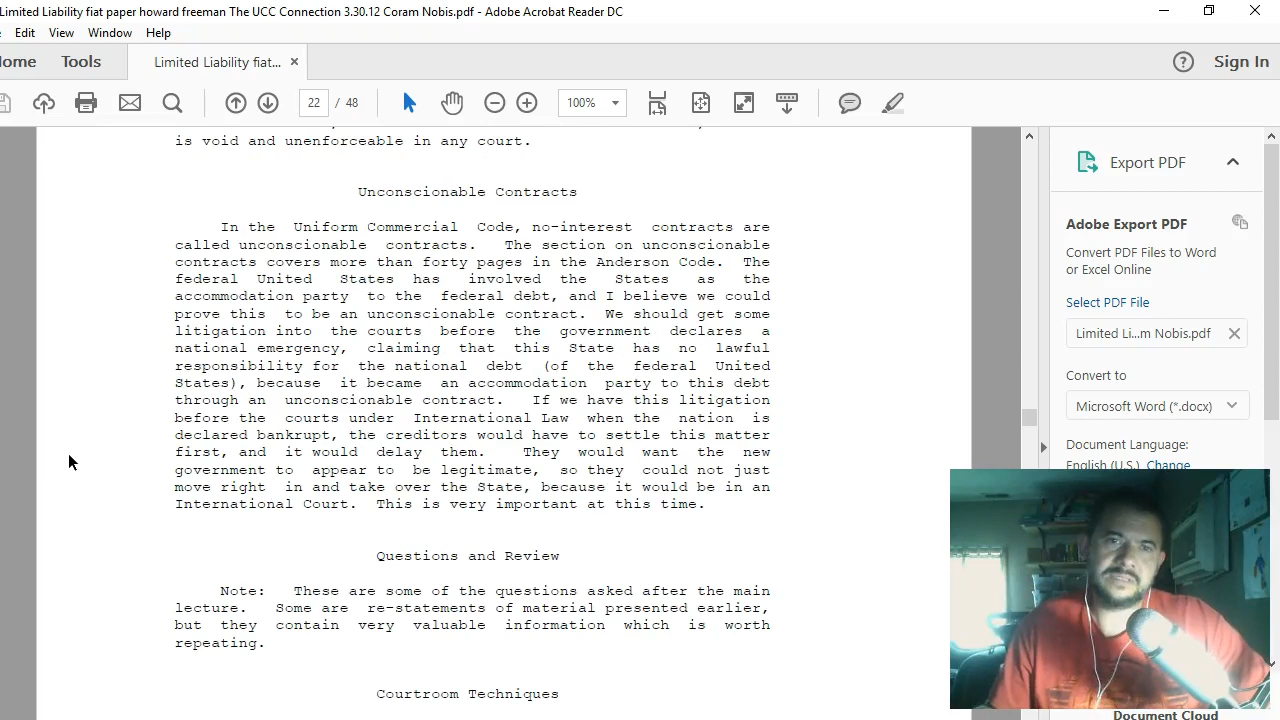 Limited Liability fiat paper howard freeman The UCC Connection 3.30.12 Coram Nobis.pdf - Adobe Acrobat Reader DC
Edit View Window Help
Tools Limited Liability fiat... Sign In
22 / 48 100%
is void and unenforceable in any court.
Unconscionable Contracts
In the Uniform Commercial Code, no-interest contracts are
called unconscionable contracts. The section on unconscionable
contracts covers more than forty pages in the Anderson Code. The
federal United States has involved the States as the
accommodation party to the federal debt, and I believe we could
prove this to be an unconscionable contract. We should get some
litigation into the courts before the government declares a
national emergency, claiming that this State has no lawful
responsibility for the national debt (of the federal United
States), because it became an accommodation party to this debt
through an unconscionable contract. If we have this litigation
before the courts under International Law when the nation is
declared bankrupt, the creditors would have to settle this matter
first, and it would delay them. They would want the new
government to appear to be legitimate, so they could not just
move right in and take over the State, because it would be in an
International Court. This is very important at this time.
Questions and Review
Note: These are some of the questions asked after the main
lecture. Some are re-statements of material presented earlier,
but they contain very valuable information which is worth
repeating.
Courtroom Techniques
Export PDF
Adobe Export PDF
Convert PDF Files to Word
or Excel Online
Select PDF File
Limited Li...m Nobis.pdf
Convert to
Microsoft Word (*.docx)
Document Language:
English (U.S.) Change
Document Cloud